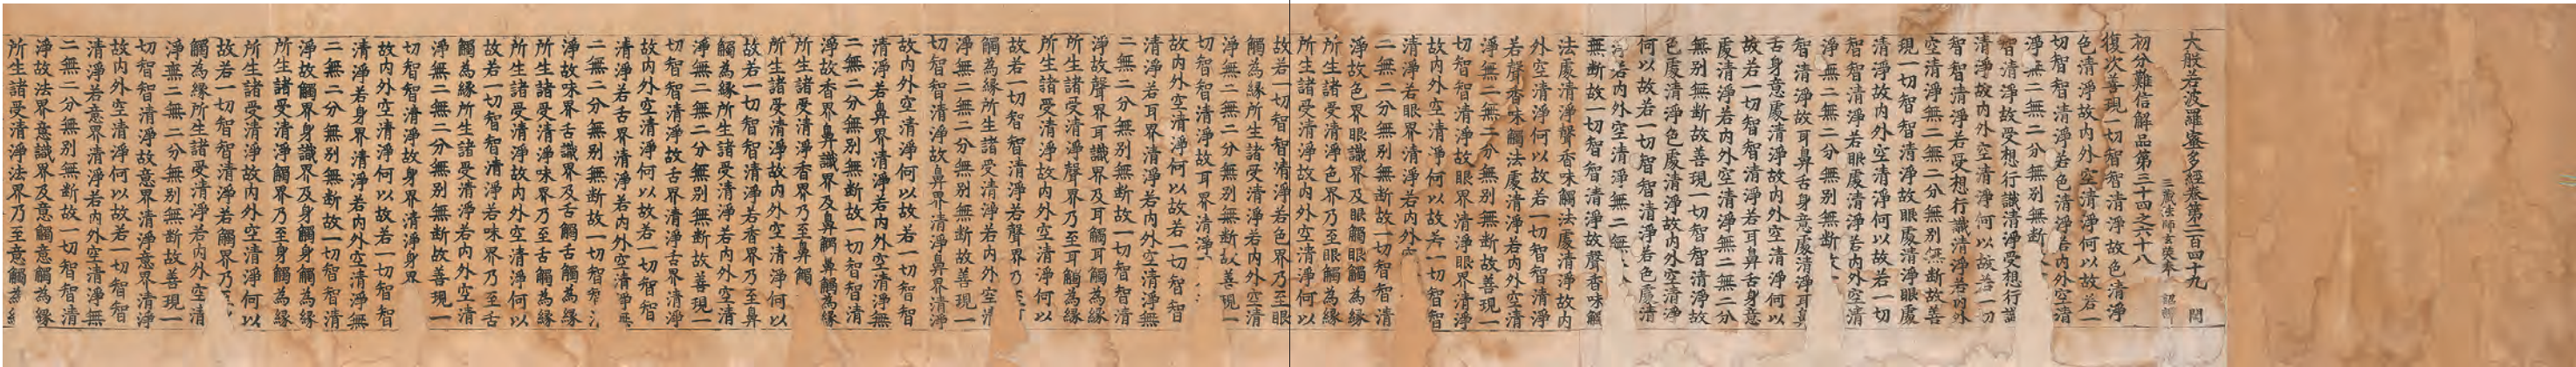 大般若波羅蜜多經卷第二百四十九 問
三藏法師玄奘奉 詔譯
初分難信解品第三十四之六十八
復次善現一切智智清淨故色清淨
色清淨故內外空清淨何以故若一
切智智清淨若色清淨若內外空清
淨無二無二分無別無斷
智清淨故受想行識清淨受想行識
清淨故內外空清淨何以故若一切
智智清淨若受想行識清淨若內外
空清淨無二無二分無別無斷故善
現一切智智清淨故眼處清淨眼處
清淨故內外空清淨何以故若一切
智智清淨若眼處清淨若內外空清
淨無二無二分無別無斷
智清淨故耳鼻舌身意處清淨耳鼻
舌身意處清淨故內外空清淨何以
故若一切智智清淨若耳鼻舌身意
處清淨若內外空清淨無二無二分
無別無斷故善現一切智智清淨故
色處清淨色處清淨故內外空清淨
何以故若一切智智清淨若色處清
淨若內外空清淨無二無
無斷故一切智智清淨故聲香味觸
法處清淨聲香味觸法處清淨故內
外空清淨何以故若一切智智清淨
若聲香味觸法處清淨若內外空清
淨無二無二分無別無斷故善現一
切智智清淨故眼界清淨眼界清淨
故內外空清淨何以故若一切智智
清淨若眼界清淨若內外空
二無二分無別無斷故一切智智清
淨故色界眼識界及眼觸眼觸為緣
所生諸受清淨色界乃至眼觸為緣
所生諸受清淨故內外空清淨何以
故若一切智智清淨若色界乃至眼
觸為緣所生諸受清淨若內外空清
淨無二無二分無別無斷故善現一
切智智清淨故耳界清淨
故內外空清淨何以故若一切智智
清淨若耳界清淨若內外空清淨無
二無二分無別無斷故一切智智清
淨故聲界耳識界及耳觸耳觸為緣
所生諸受清淨聲界乃至耳觸為緣
所生諸受清淨故內外空清淨何以
故若一切智智清淨若聲界乃至
觸為緣所生諸受清淨若內外空清
淨無二無二分無別無斷故善現一
切智智清淨故鼻界清淨鼻界清淨
故內外空清淨何以故若一切智智
清淨若鼻界清淨若內外空清淨無
二無二分無別無斷故一切智智清
淨故香界鼻識界及鼻觸鼻觸為緣
所生諸受清淨香界乃至鼻觸
所生諸受清淨故內外空清淨何以
故若一切智智清淨若香界乃至鼻
觸為緣所生諸受清淨若內外空清
淨無二無二分無別無斷故善現一
切智智清淨故舌界清淨舌界清淨
故內外空清淨何以故若一切智智
清淨若舌界清淨若內外空清淨無
二無二分無別無斷故一切智智清
淨故味界舌識界及舌觸舌觸為緣
所生諸受清淨味界乃至舌觸為緣
所生諸受清淨故內外空清淨何以
故若一切智智清淨若味界乃至舌
觸為緣所生諸受清淨若內外空清
淨無二無二分無別無斷故善現一
切智智清淨故身界清淨身界
故內外空清淨何以故若一切智智
清淨若身界清淨若內外空清淨無
二無二分無別無斷故一切智智清
淨故觸界身識界及身觸身觸為緣
所生諸受清淨觸界乃至身觸為緣
所生諸受清淨故內外空清淨何以
故若一切智智清淨若觸界乃至
觸為緣所生諸受清淨若內外空清
淨無二無二分無別無斷故善現一
切智智清淨故意界清淨意界清淨
故內外空清淨何以故若一切智智
清淨若意界清淨若內外空清淨無
二無二分無別無斷故一切智智清
淨故法界意識界及意觸意觸為緣
所生諸受清淨法界乃至意觸為緣